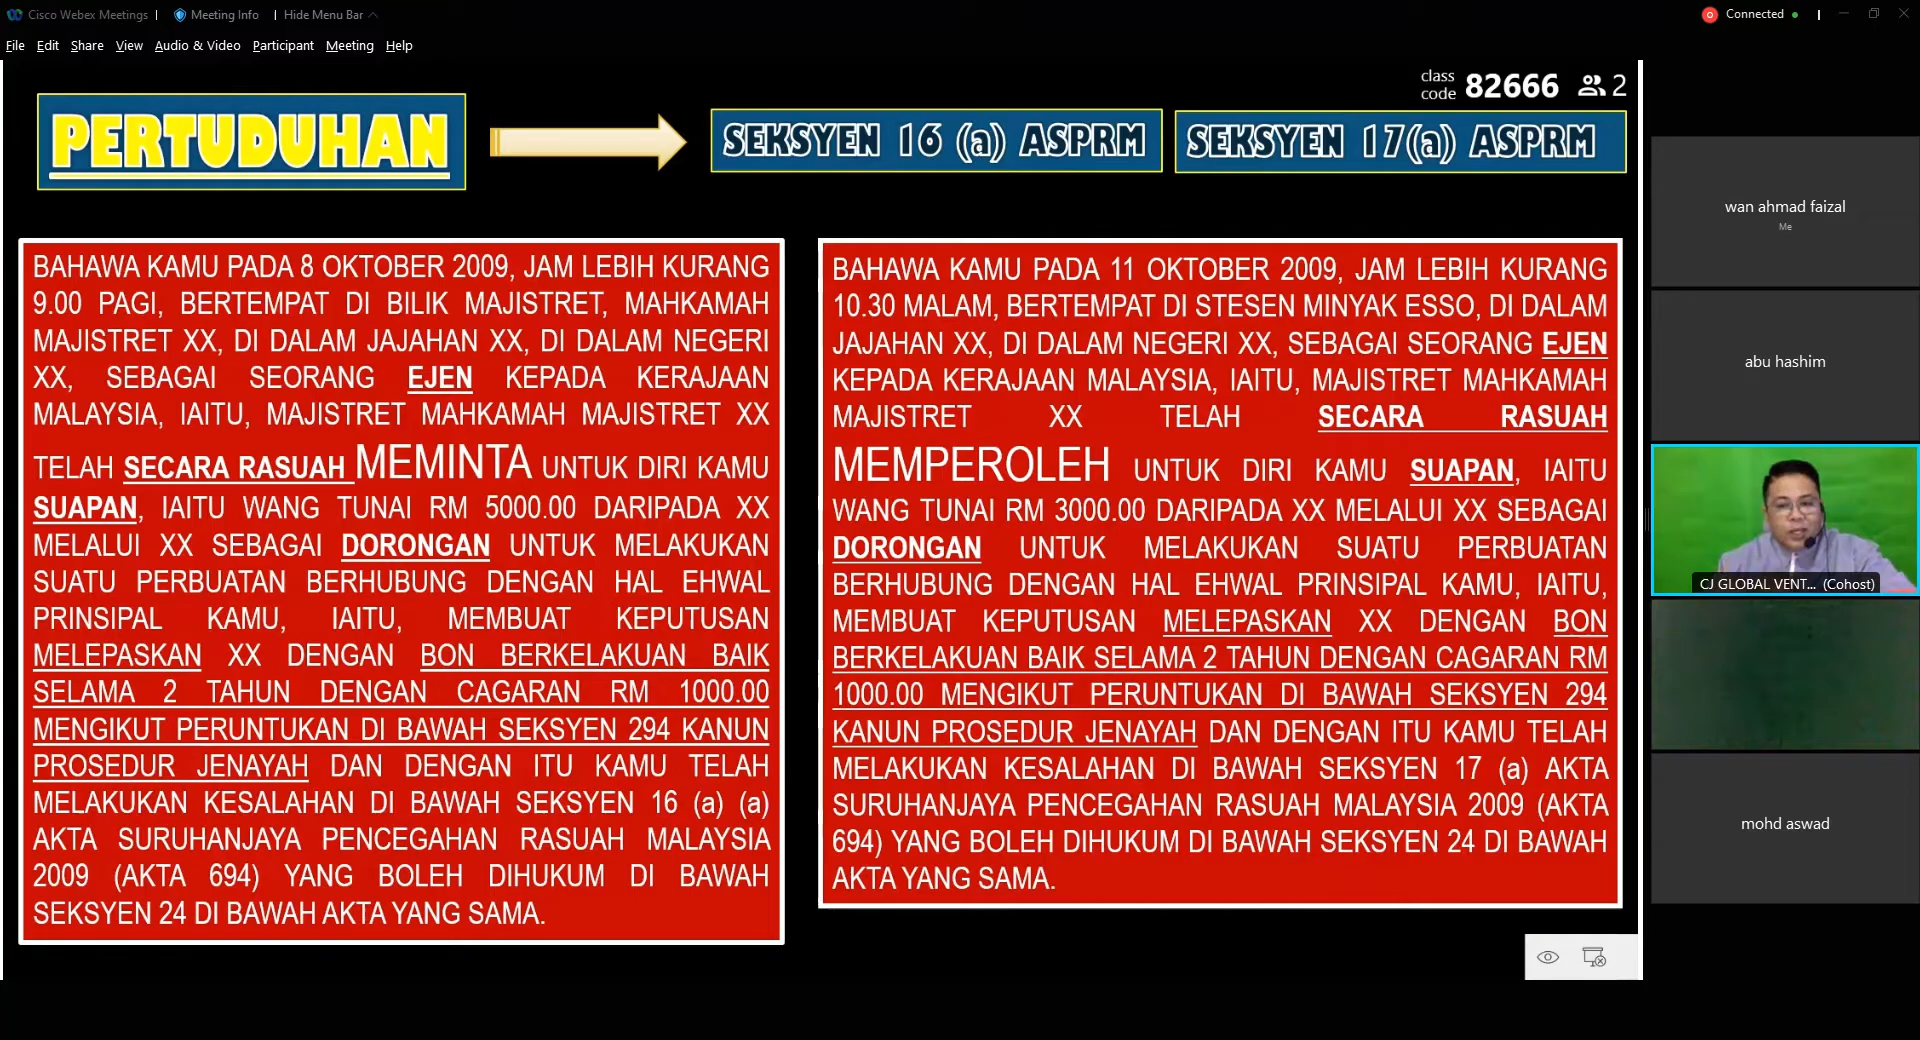 Cisco Webex Meetings | Meeting Info | Hide Menu Bar
Connected
File Edit Share View Audio & Video Participant Meeting Help
class code 82666 2
PERTUDUHAN
SEKSYEN 16 (a) ASPRM
SEKSYEN 17(a) ASPRM
BAHAWA KAMU PADA 8 OKTOBER 2009, JAM LEBIH KURANG
9.00 PAGI, BERTEMPAT DI BILIK MAJISTRET, MAHKAMAH
MAJISTRET XX, DI DALAM JAJAHAN XX, DI DALAM NEGERI
XX, SEBAGAI SEORANG EJEN KEPADA KERAJAAN
MALAYSIA, IAITU, MAJISTRET MAHKAMAH MAJISTRET XX
TELAH SECARA RASUAH MEMINTA UNTUK DIRI KAMU
SUAPAN, IAITU WANG TUNAI RM 5000.00 DARIPADA XX
MELALUI XX SEBAGAI DORONGAN UNTUK MELAKUKAN
SUATU PERBUATAN BERHUBUNG DENGAN HAL EHWAL
PRINSIPAL KAMU, IAITU, MEMBUAT KEPUTUSAN
MELEPASKAN XX DENGAN BON BERKELAKUAN BAIK
SELAMA 2 TAHUN DENGAN CAGARAN RM 1000.00
MENGIKUT PERUNTUKAN DI BAWAH SEKSYEN 294 KANUN
PROSEDUR JENAYAH DAN DENGAN ITU KAMU TELAH
MELAKUKAN KESALAHAN DI BAWAH SEKSYEN 16 (a) (a)
AKTA SURUHANJAYA PENCEGAHAN RASUAH MALAYSIA
2009 (AKTA 694) YANG BOLEH DIHUKUM DI BAWAH
SEKSYEN 24 DI BAWAH AKTA YANG SAMA.
BAHAWA KAMU PADA 11 OKTOBER 2009, JAM LEBIH KURANG
10.30 MALAM, BERTEMPAT DI STESEN MINYAK ESSO, DI DALAM
JAJAHAN XX, DI DALAM NEGERI XX, SEBAGAI SEORANG EJEN
KEPADA KERAJAAN MALAYSIA, IAITU, MAJISTRET MAHKAMAH
MAJISTRET XX TELAH SECARA RASUAH
MEMPEROLEH UNTUK DIRI KAMU SUAPAN, IAITU
WANG TUNAI RM 3000.00 DARIPADA XX MELALUI XX SEBAGAI
DORONGAN UNTUK MELAKUKAN SUATU PERBUATAN
BERHUBUNG DENGAN HAL EHWAL PRINSIPAL KAMU, IAITU,
MEMBUAT KEPUTUSAN MELEPASKAN XX DENGAN BON
BERKELAKUAN BAIK SELAMA 2 TAHUN DENGAN CAGARAN RM
1000.00 MENGIKUT PERUNTUKAN DI BAWAH SEKSYEN 294
KANUN PROSEDUR JENAYAH DAN DENGAN ITU KAMU TELAH
MELAKUKAN KESALAHAN DI BAWAH SEKSYEN 17 (a) AKTA
SURUHANJAYA PENCEGAHAN RASUAH MALAYSIA 2009 (AKTA
694) YANG BOLEH DIHUKUM DI BAWAH SEKSYEN 24 DI BAWAH
AKTA YANG SAMA.
wan ahmad faizal
Me
abu hashim
CJ GLOBAL VENT... (Cohost)
mohd aswad